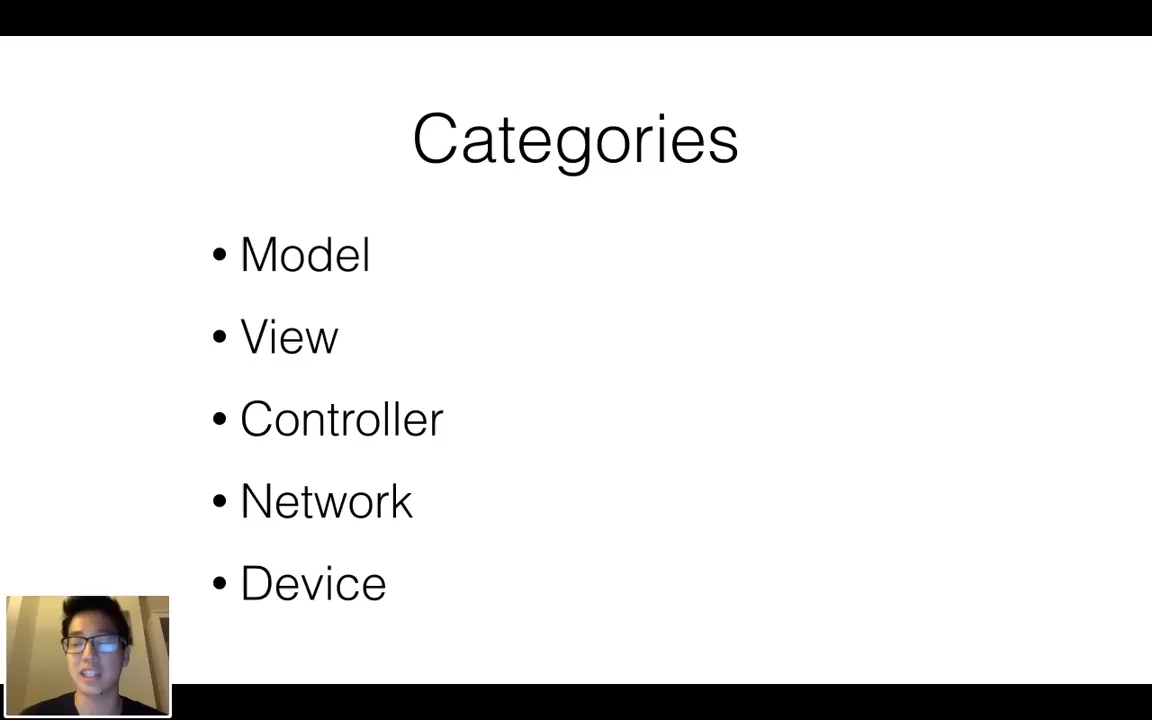 Categories
• Model
• View
• Controller
• Network
• Device